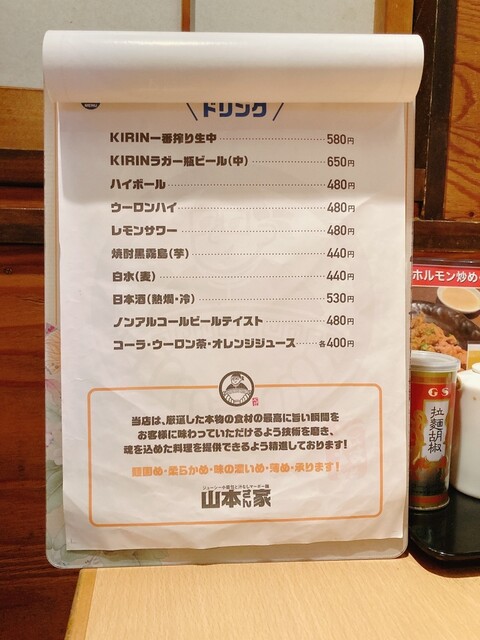 MENU
ドリンク
KIRIN一番搾り生中 580円
KIRINラガー瓶ビール(中) 650円
ハイボール 480円
ウーロンハイ 480円
レモンサワー 480円
焼酎黒霧島(芋) 440円
白水(麦) 440円
日本酒(熱燗・冷) 530円
ノンアルコールビールテイスト 480円
コーラ・ウーロン茶・オレンジジュース 各400円
当店は、厳選した本物の食材の最高に旨い瞬間を
お客様に味わっていただけるよう技術を磨き、
魂を込めた料理を提供できるよう精進しております!
麺固め・柔らかめ・味の濃いめ・薄め・承ります!
山本さん家
ホルモン炒め
GS
拉麺胡椒